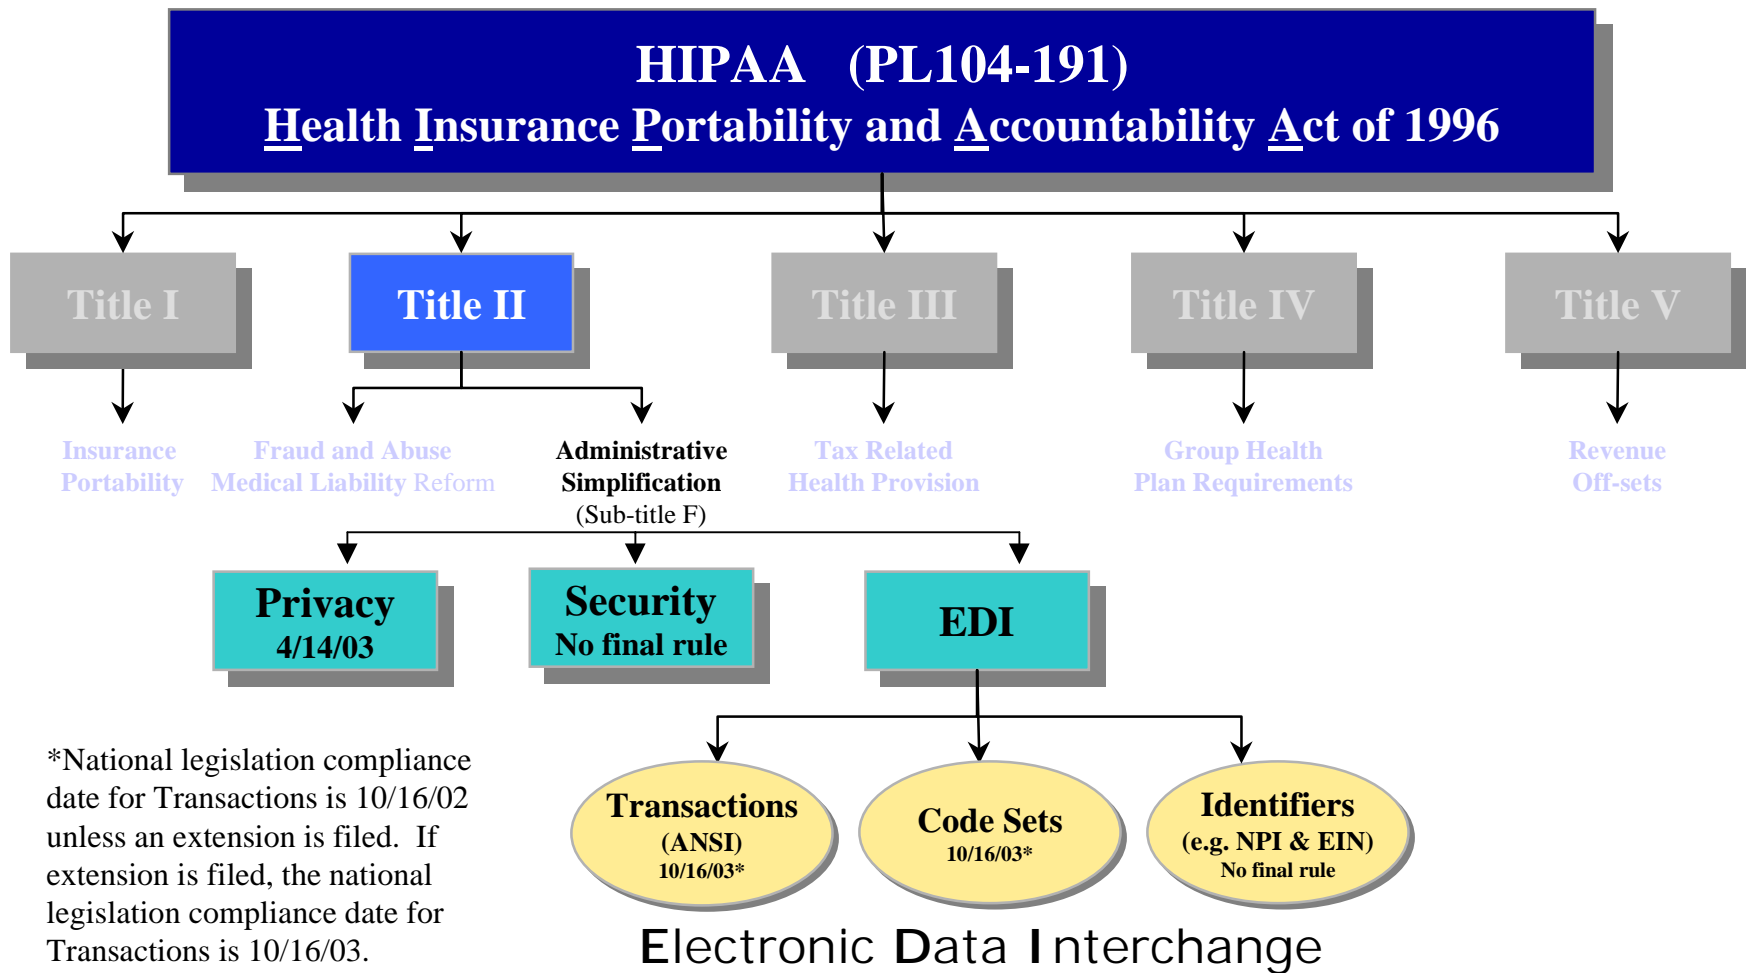 HIPAA (PL104-191)
Health Insurance Portability and Accountability Act of 1996
Title I
Title II
Title III
Title IV
Title V
Insurance
Portability
Fraud and Abuse
Medical Liability Reform
Administrative
Simplification
(Sub-title F)
Tax Related
Health Provision
Group Health
Plan Requirements
Revenue
Off-sets
Privacy
4/14/03
Security
No final rule
EDI
*National legislation compliance
date for Transactions is 10/16/02
unless an extension is filed. If
extension is filed, the national
legislation compliance date for
Transactions is 10/16/03.
Transactions
(ANSI)
10/16/03*
Code Sets
10/16/03*
Identifiers
(e.g. NPI & EIN)
No final rule
Electronic Data Interchange